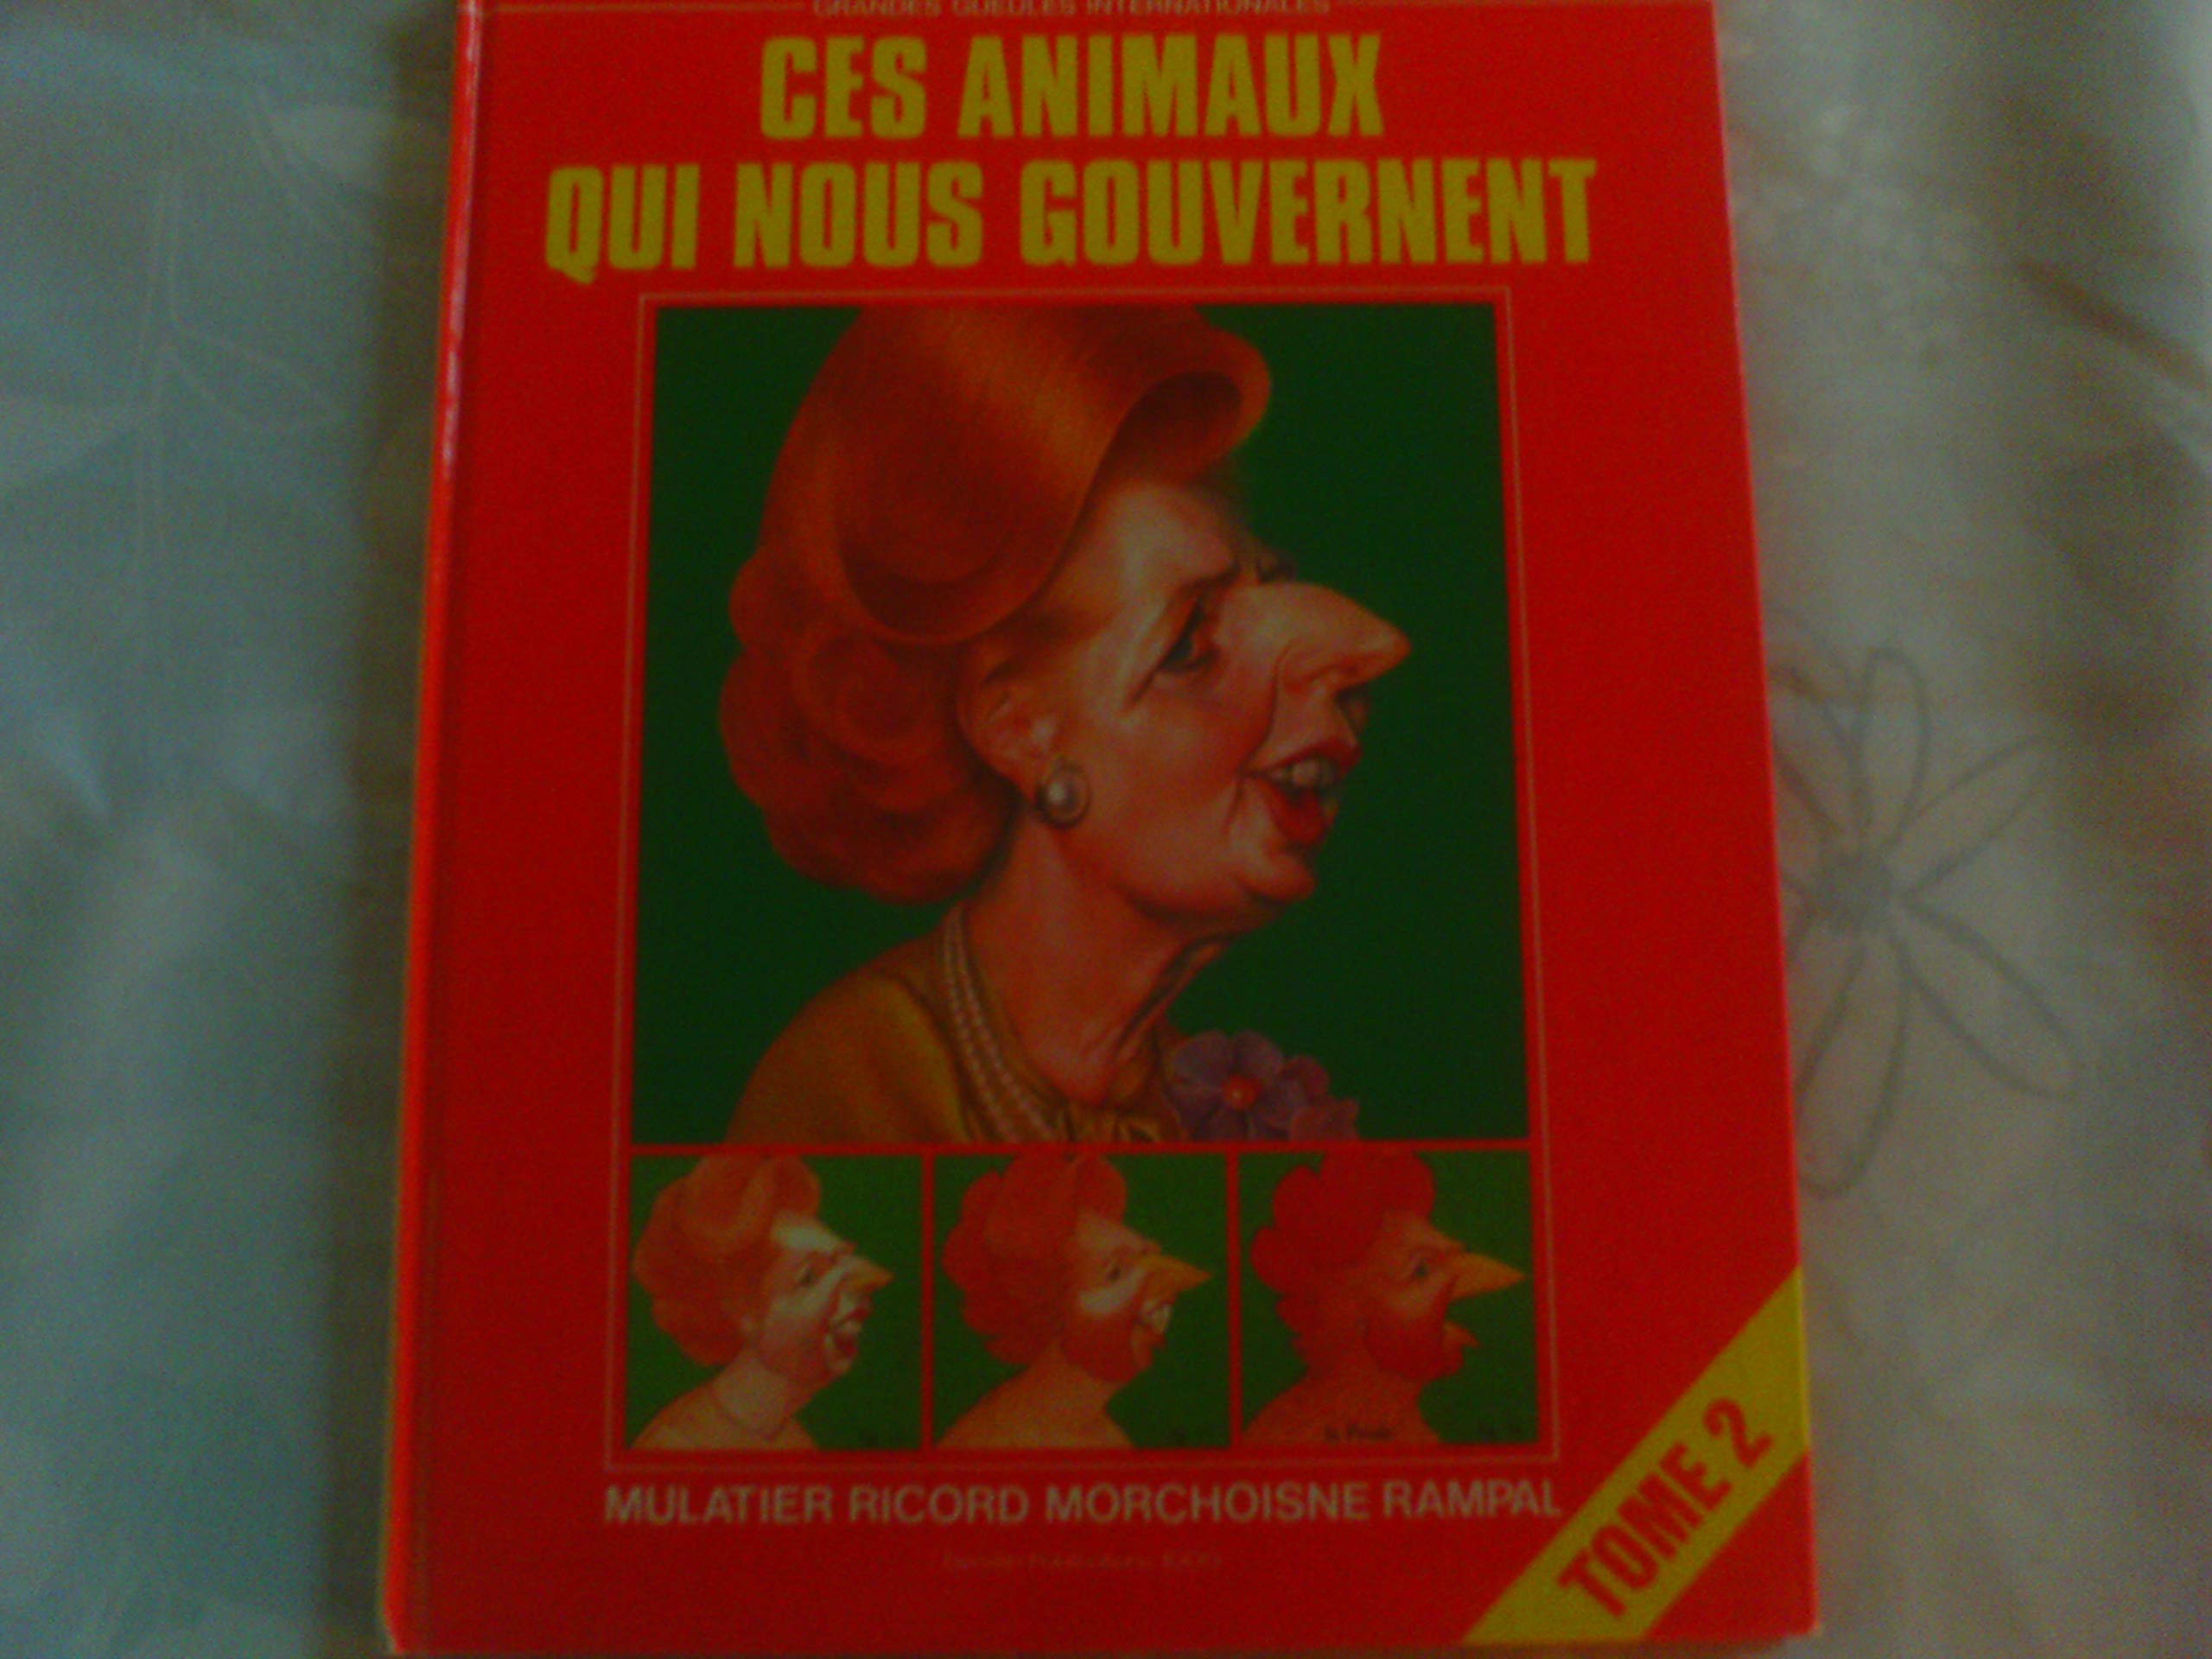 GRANDES GUEULES INTERNATIONALES
CES ANIMAUX
QUI NOUS GOUVERNENT
MULATIER RICORD MORCHOISNE RAMPAL
TOME 2